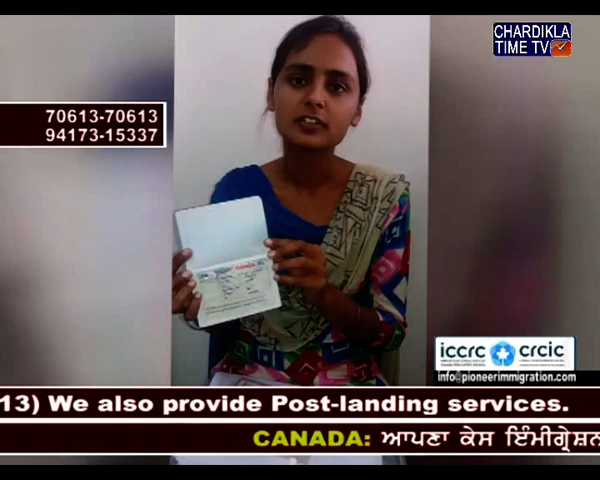 CHARDIKLA
TIME TV
70613-70613
94173-15337
CANADA
iccrc crcic
info@pioneerimmigration.com
13) We also provide Post-landing services.
CANADA: ਆਪਣਾ ਕੇਸ ਇੰਮੀਗ੍ਰੇਸ਼ਨ